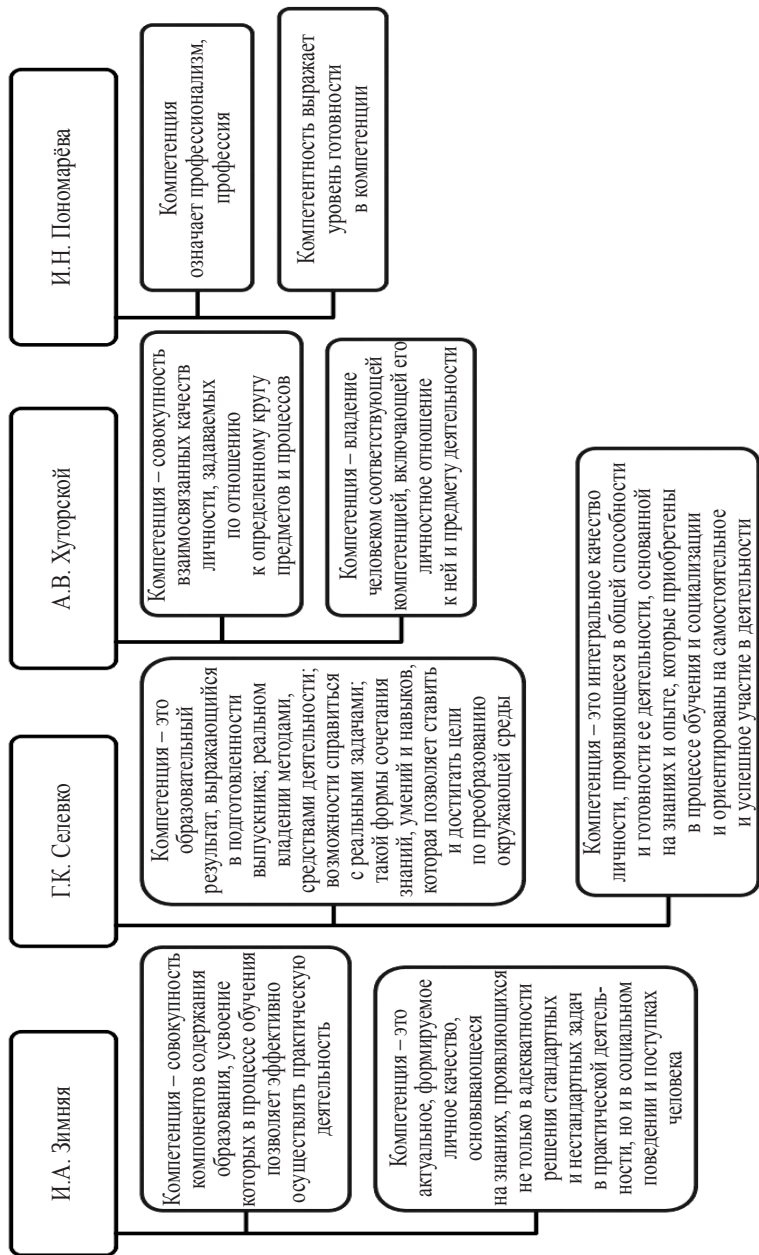 И.А. Зимняя
Компетенция – совокупность
компонентов содержания
образования, усвоение
которых в процессе обучения
позволяет эффективно
осуществлять практическую
деятельность
Компетенция – это
актуальное, формируемое
личное качество,
основывающееся
на знаниях, проявляющихся
не только в адекватности
решения стандартных
и нестандартных задач
в практической деятель-
ности, но и в социальном
поведении и поступках
человека
Г.К. Селевко
Компетенция – это
образовательный
результат, выражающийся
в подготовленности
выпускника; реальном
владении методами,
средствами деятельности;
возможности справиться
с реальными задачами;
такой формы сочетания
знаний, умений и навыков,
которая позволяет ставить
и достигать цели
по преобразованию
окружающей среды
Компетенция – это интегральное качество
личности, проявляющееся в общей способности
и готовности ее деятельности, основанной
на знаниях и опыте, которые приобретены
в процессе обучения и социализации
и ориентированы на самостоятельное
и успешное участие в деятельности
А.В. Хуторской
Компетенция – совокупность
взаимосвязанных качеств
личности, задаваемых
по отношению
к определенному кругу
предметов и процессов
Компетенция – владение
человеком соответствующей
компетенцией, включающей его
личностное отношение
к ней и предмету деятельности
И.Н. Пономарёва
Компетенция
означает профессионализм,
профессия
Компетентность выражает
уровень готовности
в компетенции